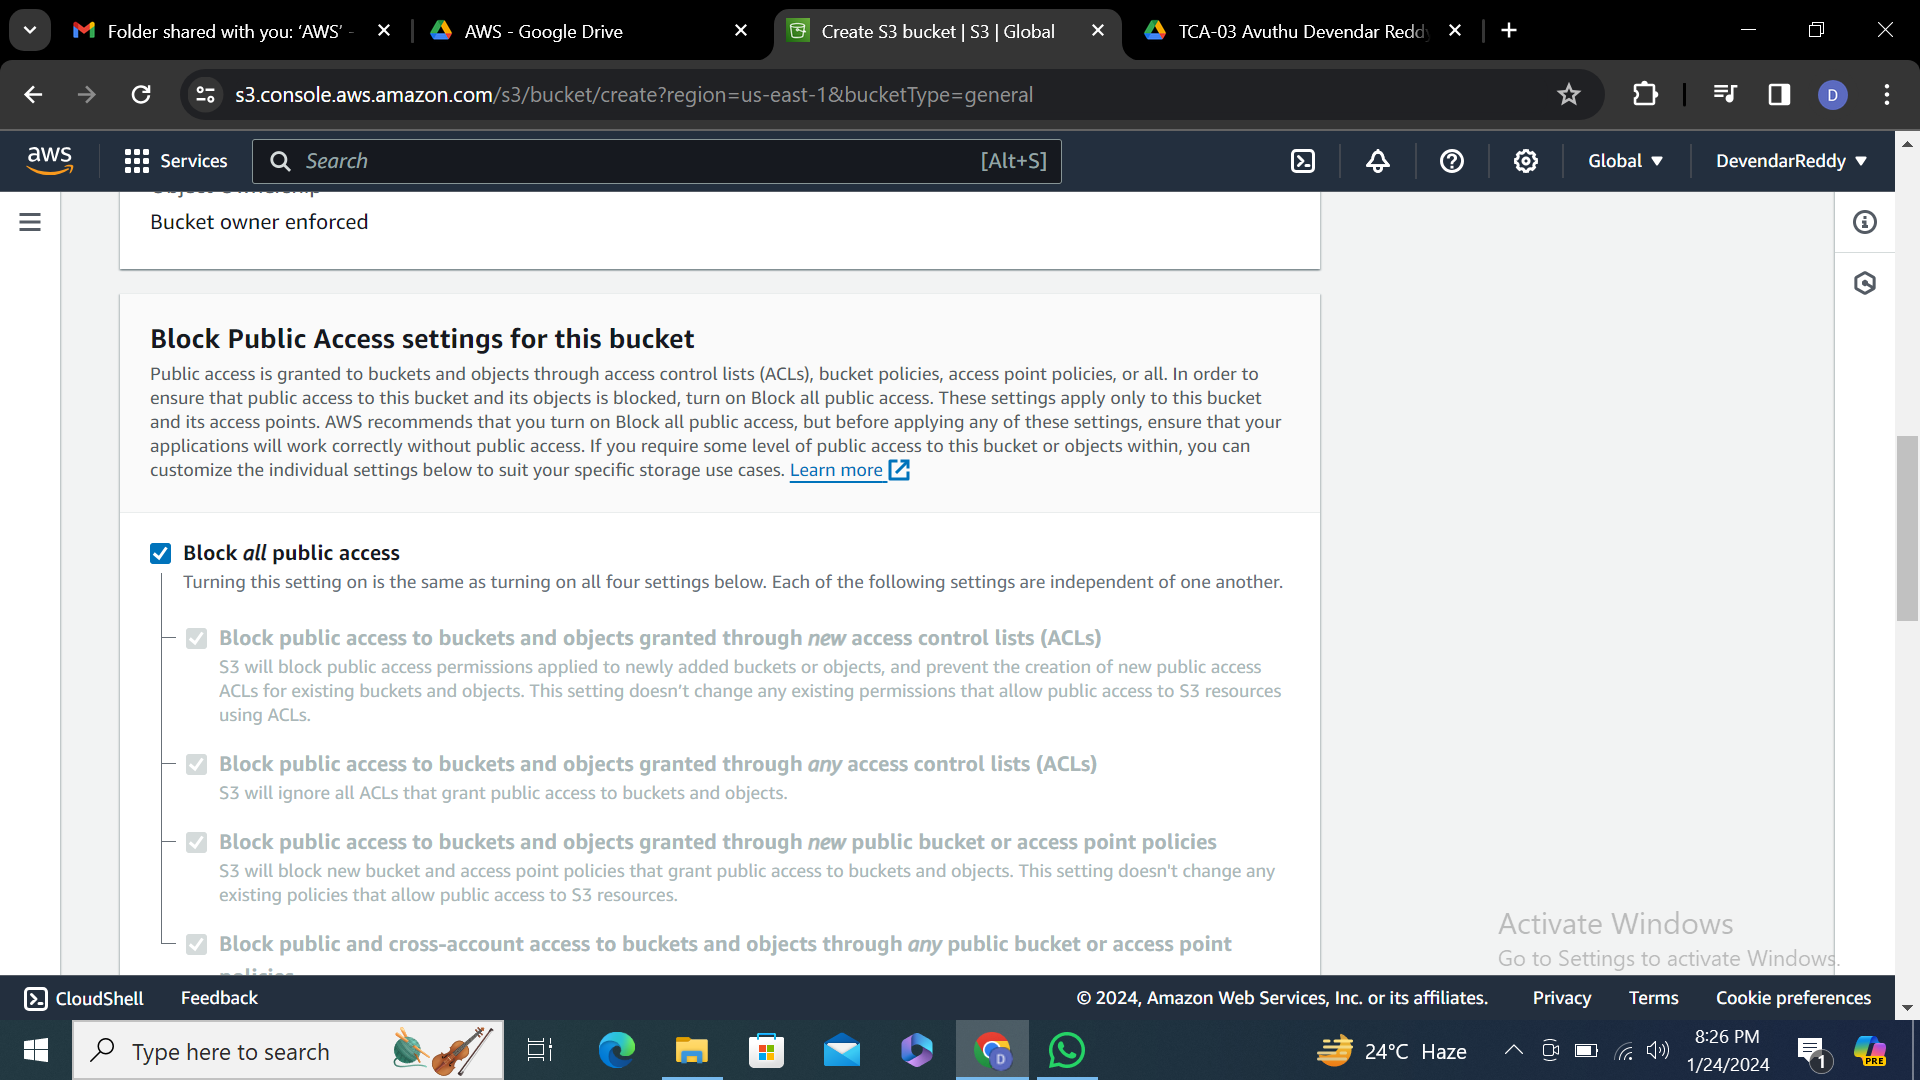 Folder shared with you: ‘AWS’ -
AWS - Google Drive
Create S3 bucket | S3 | Global
TCA-03 Avuthu Devendar Reddy
s3.console.aws.amazon.com/s3/bucket/create?region=us-east-1&bucketType=general
D
aws
Services
Search
[Alt+S]
Global
DevendarReddy
Object Ownership
Bucket owner enforced
Block Public Access settings for this bucket
Public access is granted to buckets and objects through access control lists (ACLs), bucket policies, access point policies, or all. In order to
ensure that public access to this bucket and its objects is blocked, turn on Block all public access. These settings apply only to this bucket
and its access points. AWS recommends that you turn on Block all public access, but before applying any of these settings, ensure that your
applications will work correctly without public access. If you require some level of public access to this bucket or objects within, you can
customize the individual settings below to suit your specific storage use cases. Learn more
Block all public access
Turning this setting on is the same as turning on all four settings below. Each of the following settings are independent of one another.
Block public access to buckets and objects granted through new access control lists (ACLs)
S3 will block public access permissions applied to newly added buckets or objects, and prevent the creation of new public access
ACLs for existing buckets and objects. This setting doesn’t change any existing permissions that allow public access to S3 resources
using ACLs.
Block public access to buckets and objects granted through any access control lists (ACLs)
S3 will ignore all ACLs that grant public access to buckets and objects.
Block public access to buckets and objects granted through new public bucket or access point policies
S3 will block new bucket and access point policies that grant public access to buckets and objects. This setting doesn't change any
existing policies that allow public access to S3 resources.
Block public and cross-account access to buckets and objects through any public bucket or access point
policies
Activate Windows
Go to Settings to activate Windows.
CloudShell
Feedback
© 2024, Amazon Web Services, Inc. or its affiliates.
Privacy
Terms
Cookie preferences
Type here to search
D
24°C Haze
8:26 PM
1/24/2024
1
PRE